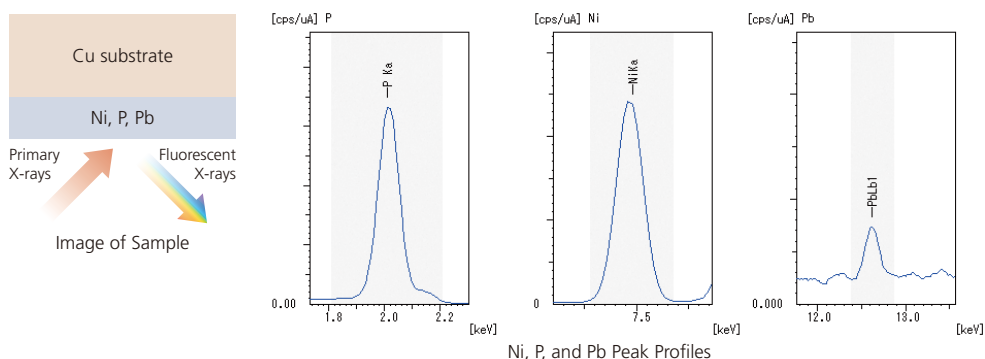 Cu substrate
Ni, P, Pb
Primary
X-rays
Fluorescent
X-rays
Image of Sample
[cps/uA] P
P Ka
0.00
1.8 2.0 2.2
[keV]
[cps/uA] Ni
NiKa
0
7.5
[keV]
[cps/uA] Pb
PbLb1
0.000
12.0 13.0
[keV]
Ni, P, and Pb Peak Profiles